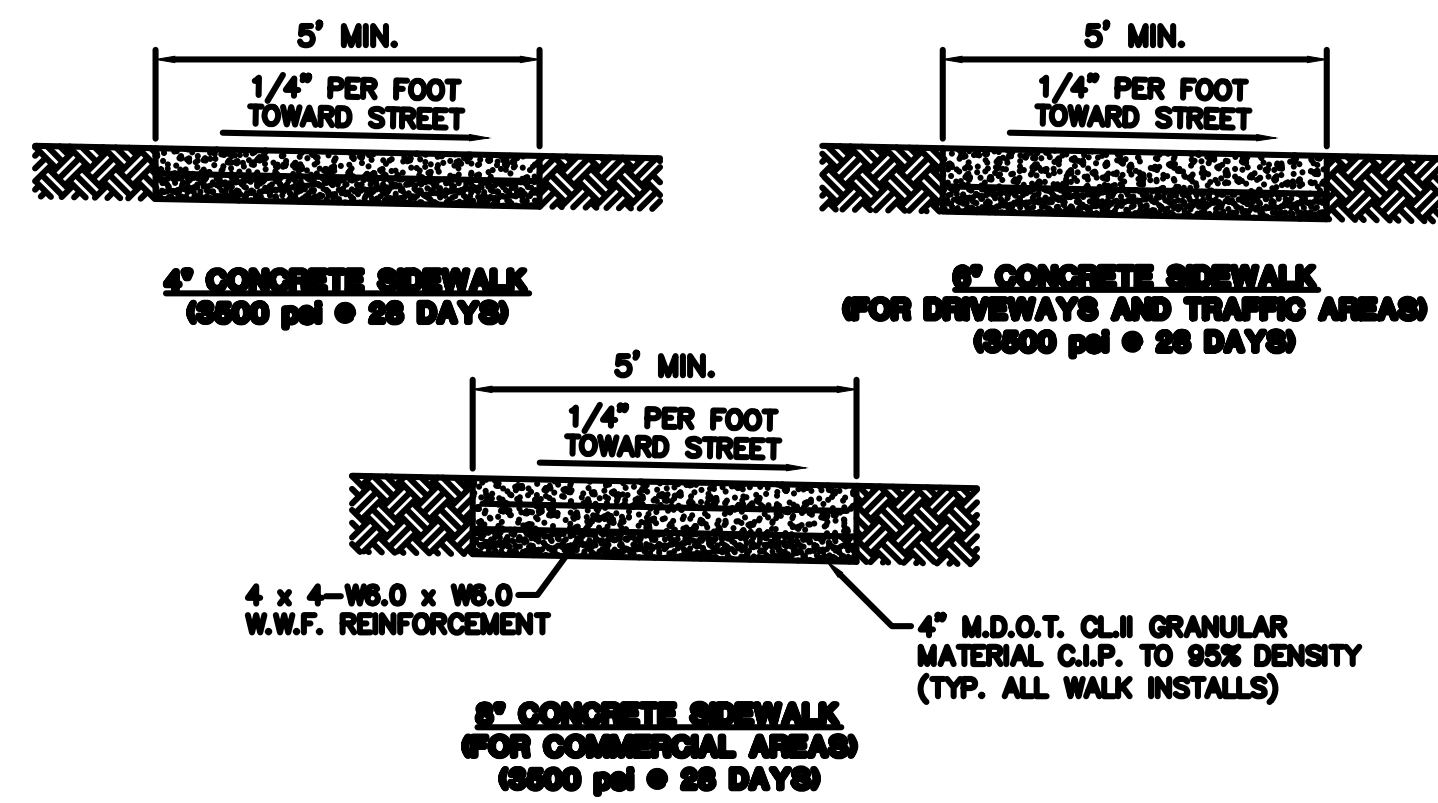 5' MIN.
1/4" PER FOOT
TOWARD STREET
4" CONCRETE SIDEWALK
(3500 psi @ 28 DAYS)
5' MIN.
1/4" PER FOOT
TOWARD STREET
6" CONCRETE SIDEWALK
(FOR DRIVEWAYS AND TRAFFIC AREAS)
(3500 psi @ 28 DAYS)
5' MIN.
1/4" PER FOOT
TOWARD STREET
4 x 4-W6.0 x W6.0
W.W.F. REINFORCEMENT
4" M.D.O.T. CL.II GRANULAR
MATERIAL C.I.P. TO 95% DENSITY
(TYP. ALL WALK INSTALLS)
8" CONCRETE SIDEWALK
(FOR COMMERCIAL AREAS)
(3500 psi @ 28 DAYS)